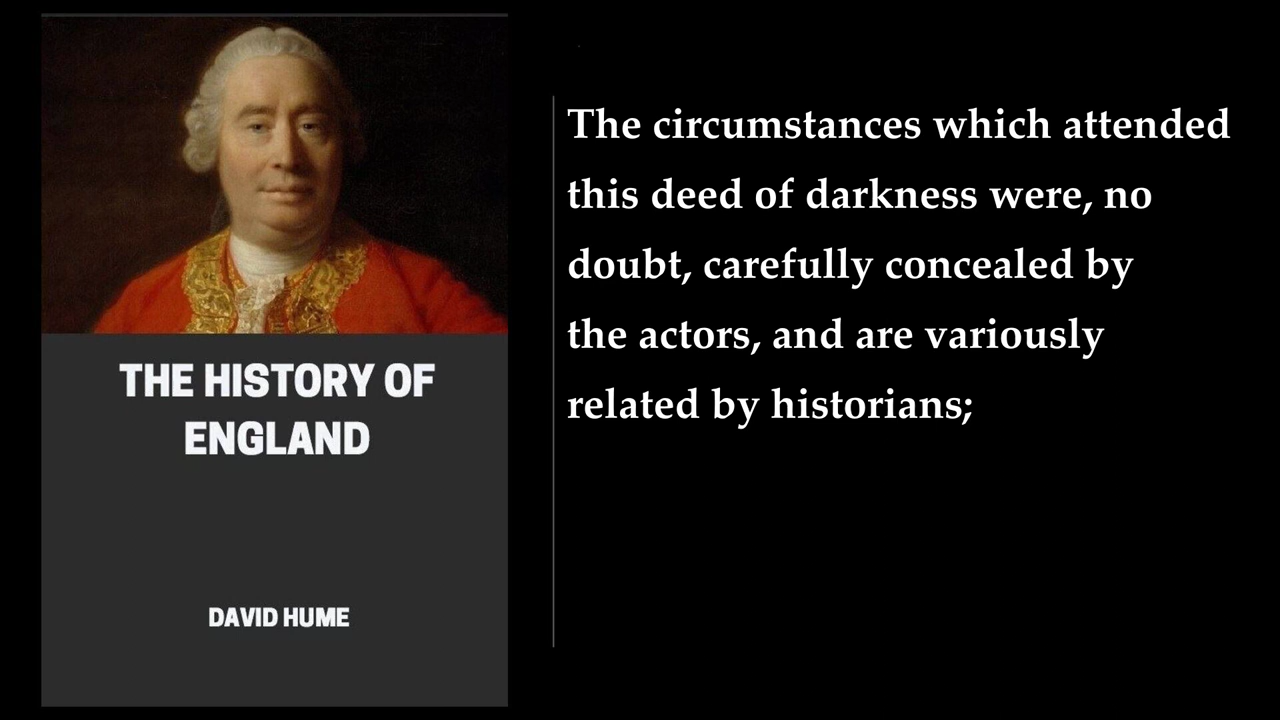 THE HISTORY OF
ENGLAND
DAVID HUME
The circumstances which attended
this deed of darkness were, no
doubt, carefully concealed by
the actors, and are variously
related by historians;